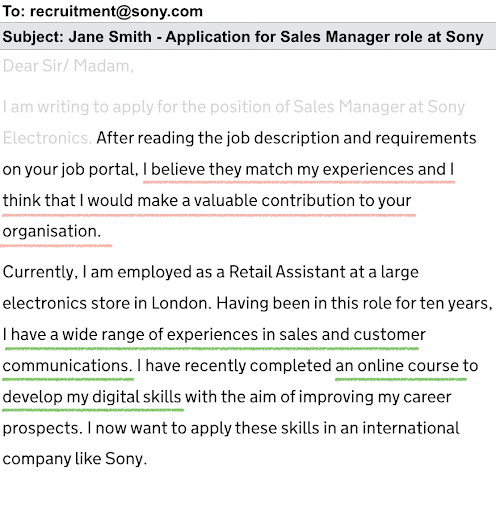 To: recruitment@sony.com
Subject: Jane Smith - Application for Sales Manager role at Sony
Dear Sir/ Madam,
I am writing to apply for the position of Sales Manager at Sony
Electronics. After reading the job description and requirements
on your job portal, I believe they match my experiences and I
think that I would make a valuable contribution to your
organisation.
Currently, I am employed as a Retail Assistant at a large
electronics store in London. Having been in this role for ten years,
I have a wide range of experiences in sales and customer
communications. I have recently completed an online course to
develop my digital skills with the aim of improving my career
prospects. I now want to apply these skills in an international
company like Sony.